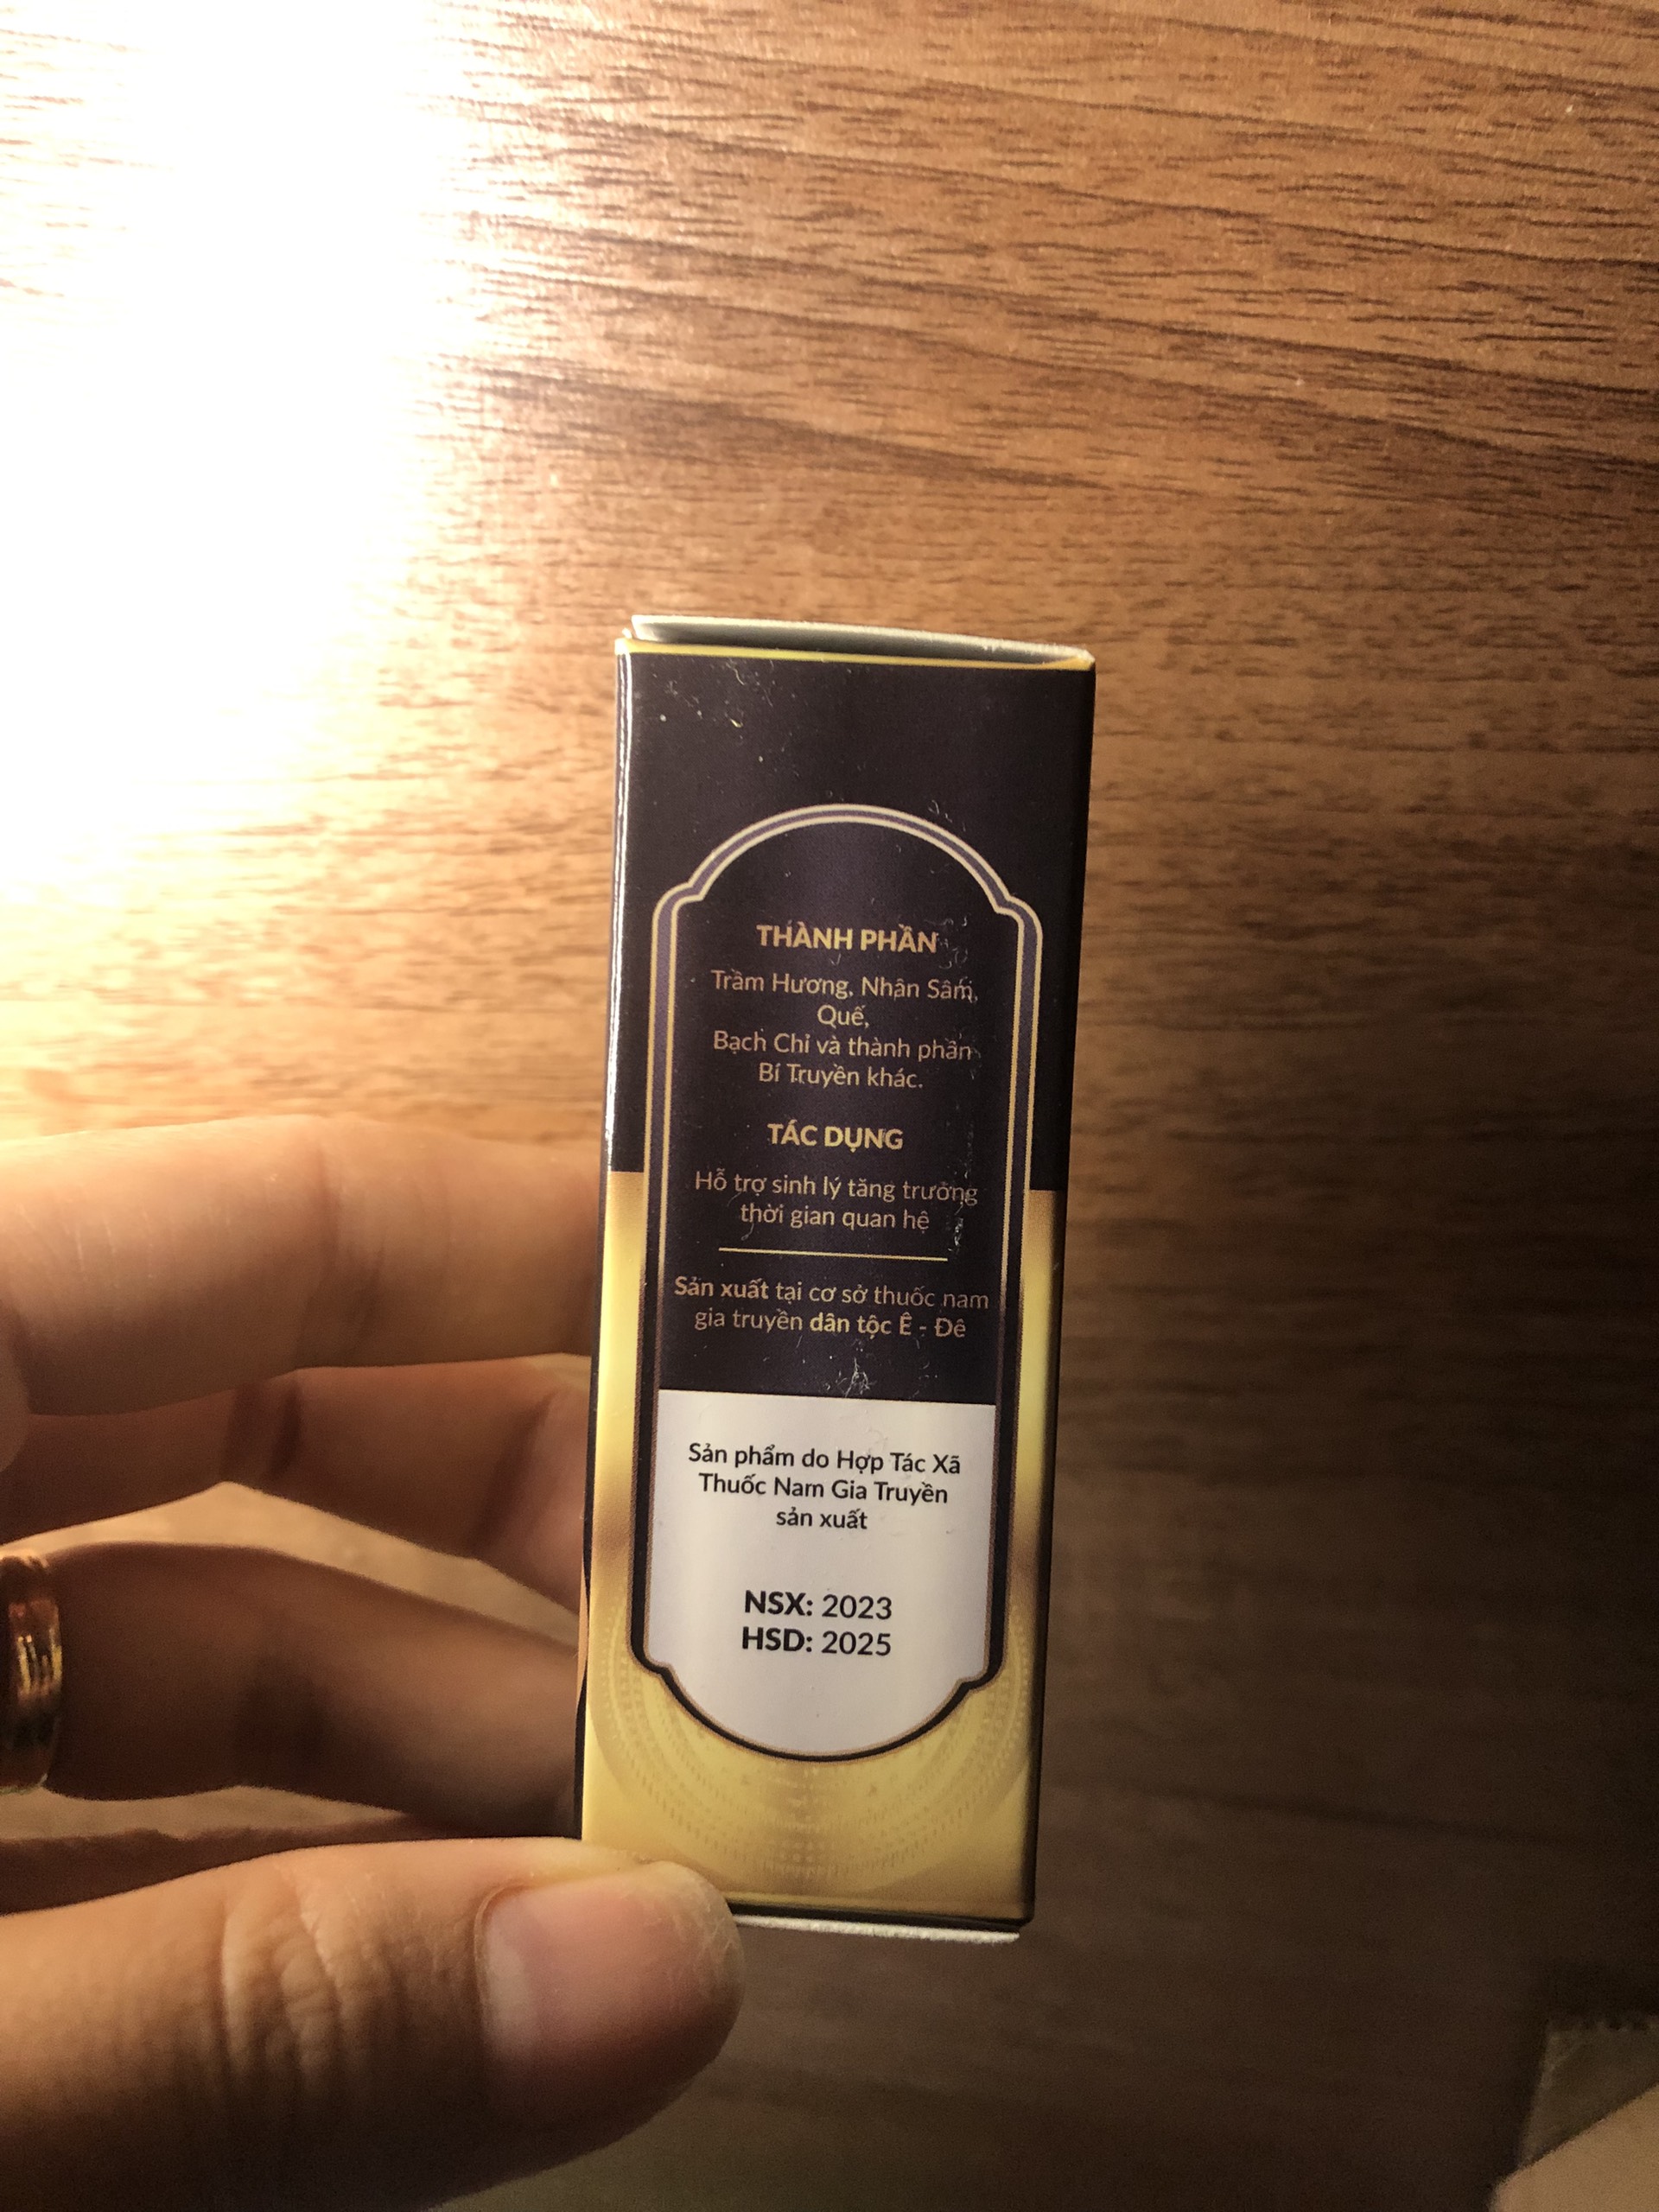 THÀNH PHẦN
Trầm Hương, Nhân Sâm,
Quế,
Bạch Chỉ và thành phần
Bí Truyền khác.
TÁC DỤNG
Hỗ trợ sinh lý tăng trưởng
thời gian quan hệ
Sản xuất tại cơ sở thuốc nam
gia truyền dân tộc Ê - Đê
Sản phẩm do Hợp Tác Xã
Thuốc Nam Gia Truyền
sản xuất
NSX: 2023
HSD: 2025